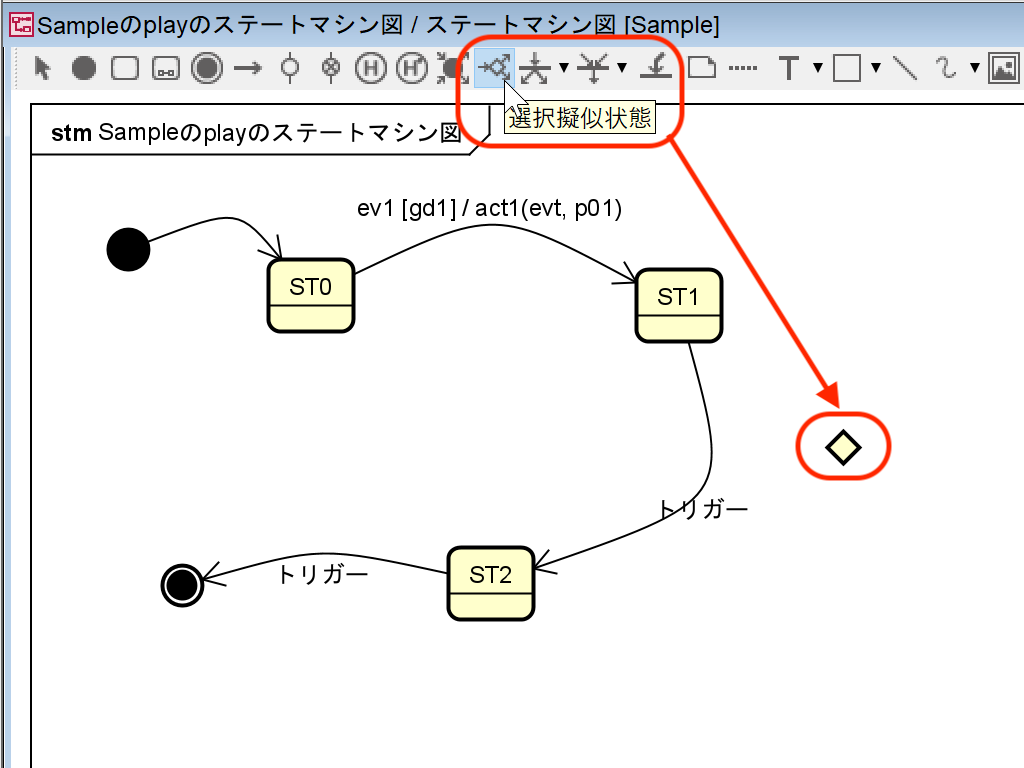 Sampleのplayのステートマシン図 / ステートマシン図 [Sample]
H H*
T
選択擬似状態
stm Sampleのplayのステートマシン図
ev1 [gd1] / act1(evt, p01)
ST0
ST1
トリガー
ST2
トリガー